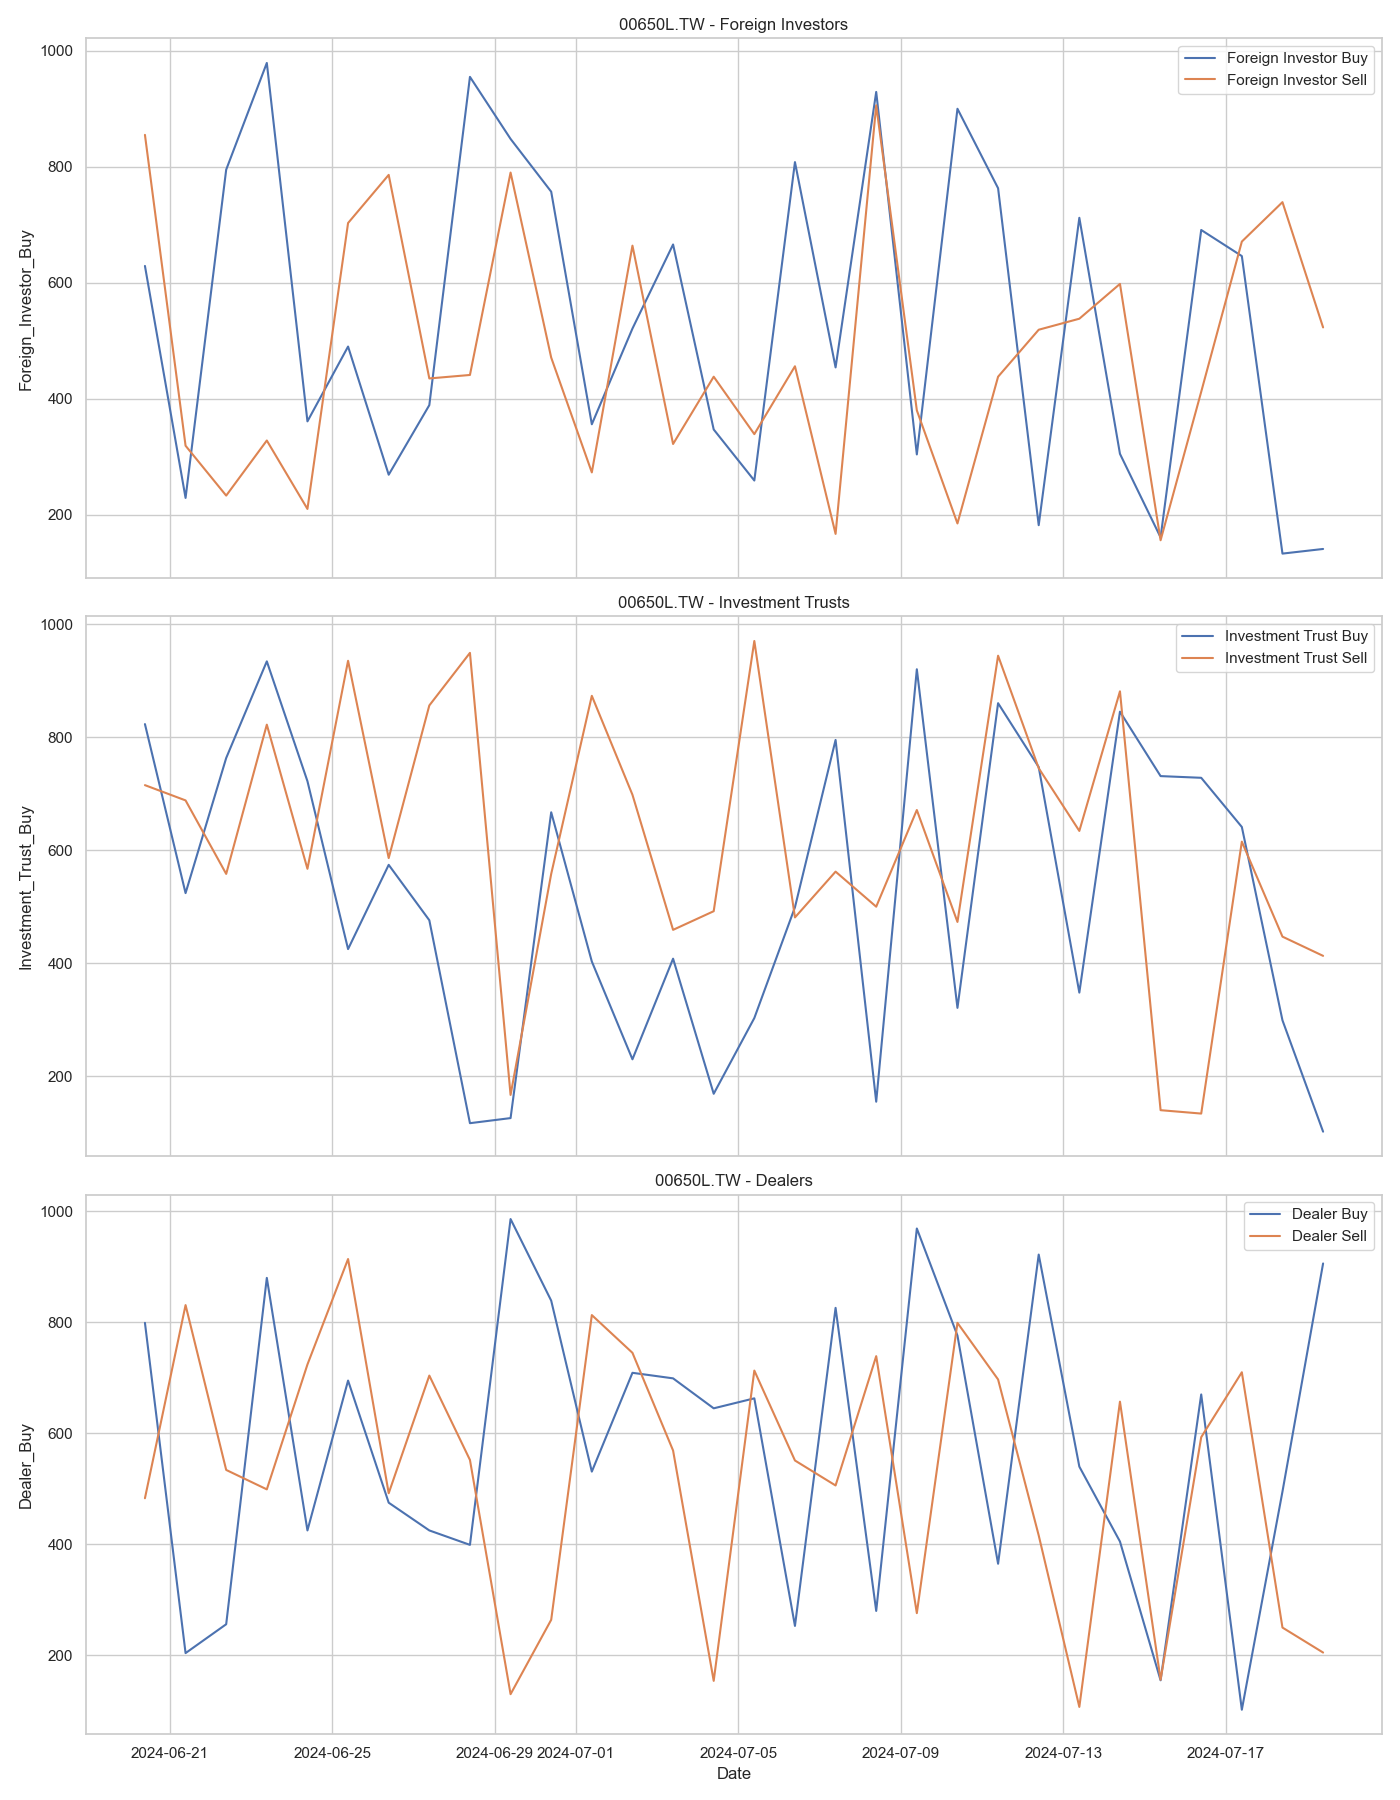 00650L.TW - Foreign Investors
Foreign_Investor_Buy
1000
800
600
400
200
Foreign Investor Buy
Foreign Investor Sell
00650L.TW - Investment Trusts
Investment_Trust_Buy
1000
800
600
400
200
Investment Trust Buy
Investment Trust Sell
00650L.TW - Dealers
Dealer_Buy
1000
800
600
400
200
Dealer Buy
Dealer Sell
2024-06-21 2024-06-25 2024-06-29 2024-07-01 2024-07-05 2024-07-09 2024-07-13 2024-07-17
Date